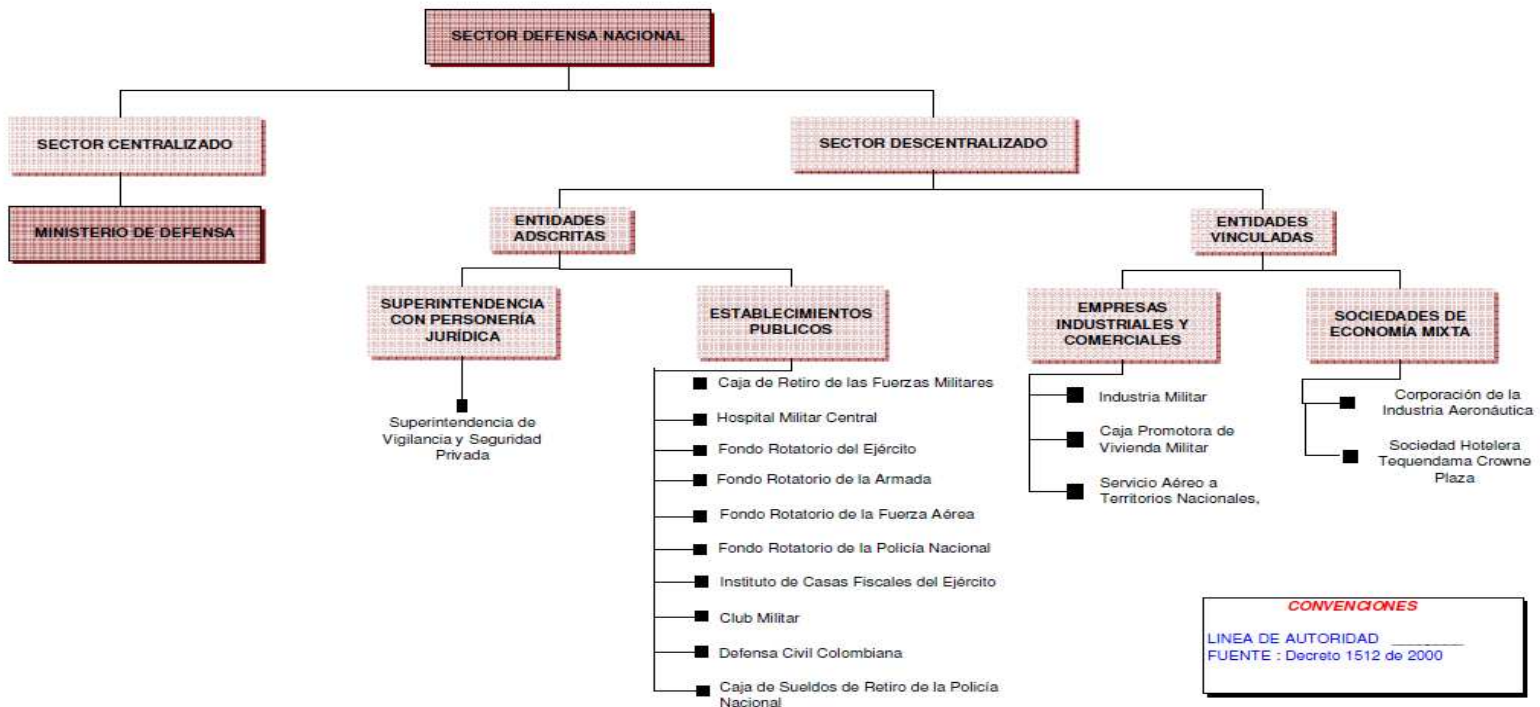 SECTOR DEFENSA NACIONAL
SECTOR CENTRALIZADO
SECTOR DESCENTRALIZADO
MINISTERIO DE DEFENSA
ENTIDADES
ADSCRITAS
ENTIDADES
VINCULADAS
SUPERINTENDENCIA
CON PERSONERÍA
JURÍDICA
ESTABLECIMIENTOS
PUBLICOS
EMPRESAS
INDUSTRIALES Y
COMERCIALES
SOCIEDADES DE
ECONOMÍA MIXTA
Superintendencia de
Vigilancia y Seguridad
Privada
Caja de Retiro de las Fuerzas Militares
Hospital Militar Central
Fondo Rotatorio del Ejército
Fondo Rotatorio de la Armada
Fondo Rotatorio de la Fuerza Aérea
Fondo Rotatorio de la Policía Nacional
Instituto de Casas Fiscales del Ejército
Club Militar
Defensa Civil Colombiana
Caja de Sueldos de Retiro de la Policía
Nacional
Industria Militar
Caja Promotora de
Vivienda Militar
Servicio Aéreo a
Territorios Nacionales,
Corporación de la
Industria Aeronáutica
Sociedad Hotelera
Tequendama Crowne
Plaza
CONVENCIONES
LINEA DE AUTORIDAD ________
FUENTE : Decreto 1512 de 2000